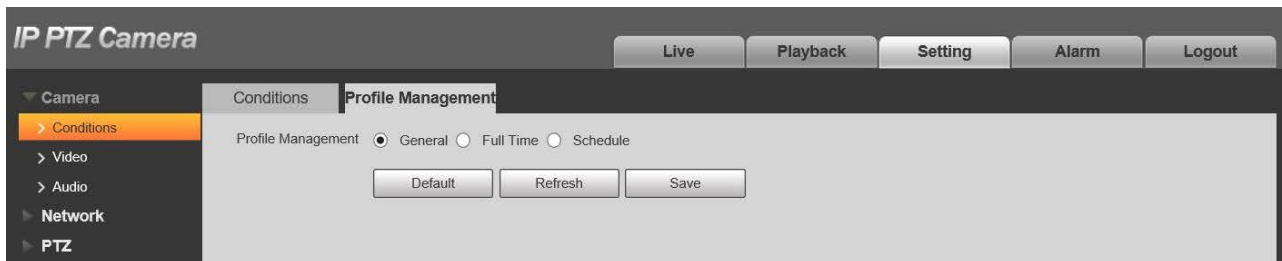 IP PTZ Camera
Live Playback Setting Alarm Logout
Camera
Conditions
Video
Audio
Network
PTZ
Conditions Profile Management
Profile Management General Full Time Schedule
Default Refresh Save